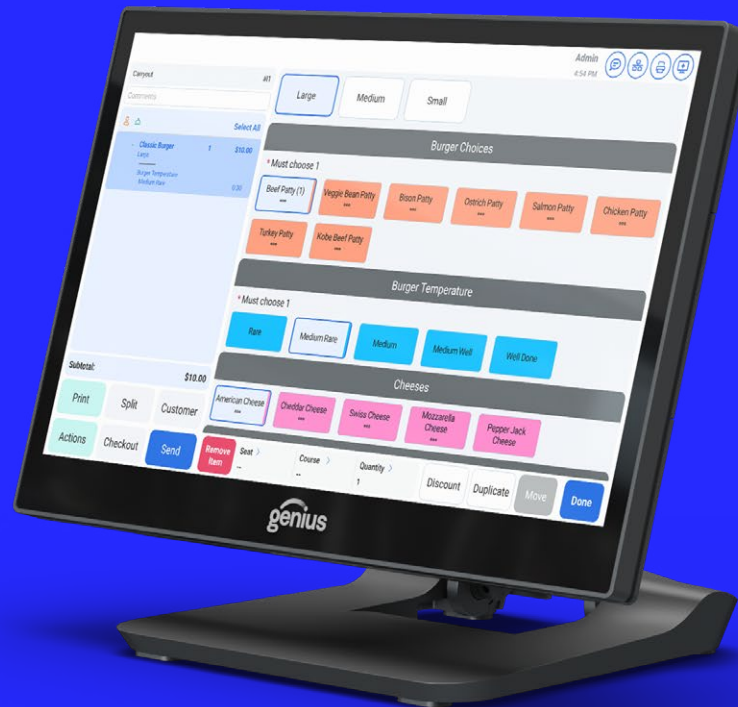 Admin
4:54 PM
Carryout
#1
Comments
Select All
Classic Burger 1 $10.00
Large
Burger Temperature
Medium Rare 0.00
Subtotal: $10.00
Print Split Customer
Actions Checkout Send
Large Medium Small
Burger Choices
*Must choose 1
Beef Patty (1) Veggie Bean Patty Bison Patty Ostrich Patty Salmon Patty Chicken Patty
Turkey Patty Kobe Beef Patty
Burger Temperature
*Must choose 1
Rare Medium Rare Medium Medium Well Well Done
Cheeses
American Cheese Cheddar Cheese Swiss Cheese Mozzarella Cheese Pepper Jack Cheese
Remove Item Seat > -- Course > -- Quantity > 1 Discount Duplicate Move Done
genius